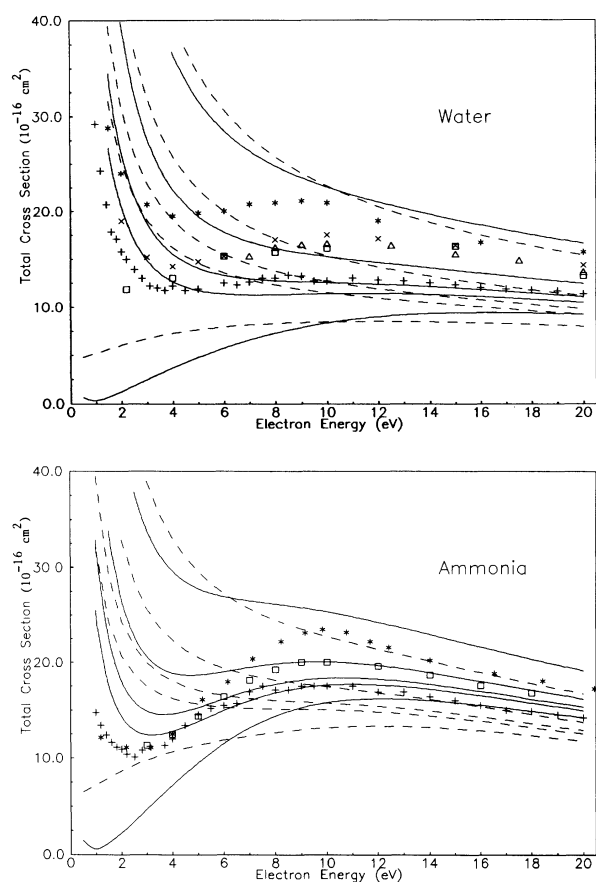 40.0
30.0
20.0
10.0
0.0
Total Cross Section (10⁻¹⁶ cm²)
Water
0 2 4 6 8 10 12 14 16 18 20
Electron Energy (eV)
40.0
30.0
20.0
10.0
0.0
Total Cross Section (10⁻¹⁶ cm²)
Ammonia
0 2 4 6 8 10 12 14 16 18 20
Electron Energy (eV)